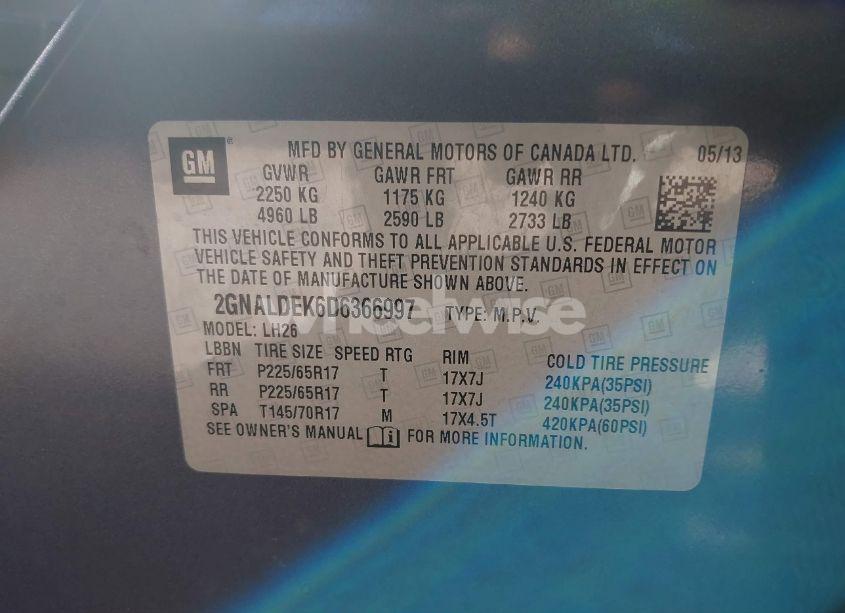 GM
MFD BY GENERAL MOTORS OF CANADA LTD. 05/13
GVWR GAWR FRT GAWR RR
2250 KG 1175 KG 1240 KG
4960 LB 2590 LB 2733 LB
THIS VEHICLE CONFORMS TO ALL APPLICABLE U.S. FEDERAL MOTOR
VEHICLE SAFETY AND THEFT PREVENTION STANDARDS IN EFFECT ON
THE DATE OF MANUFACTURE SHOWN ABOVE.
2GNALDEK6D6366997 TYPE: M.P.V.
wheelwise
MODEL: LH26
LBBN TIRE SIZE SPEED RTG RIM COLD TIRE PRESSURE
FRT P225/65R17 T 17X7J 240KPA(35PSI)
RR P225/65R17 T 17X7J 240KPA(35PSI)
SPA T145/70R17 M 17X4.5T 420KPA(60PSI)
SEE OWNER'S MANUAL FOR MORE INFORMATION.